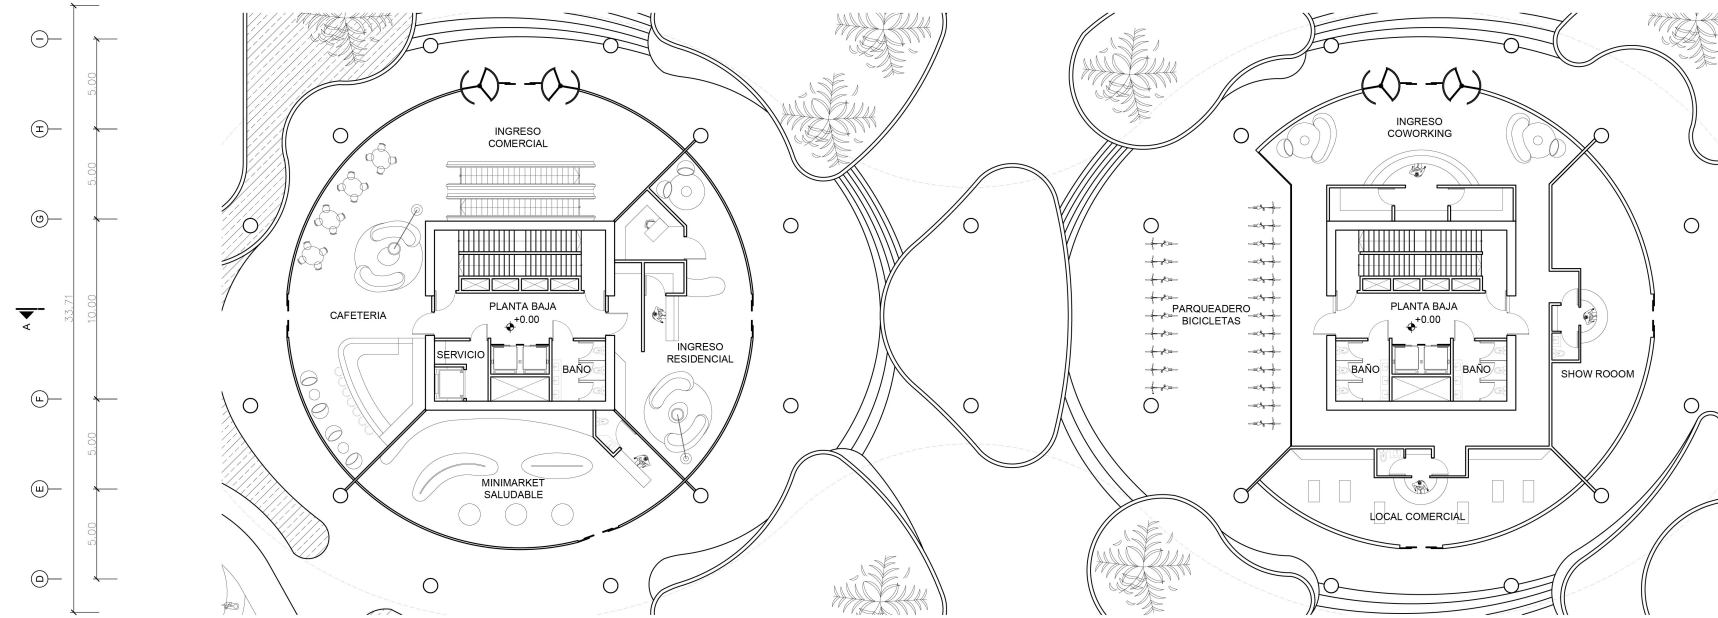 I
H
G
F
E
D
5.00
5.00
10.00
5.00
5.00
33.71
A
INGRESO
COMERCIAL
CAFETERIA
PLANTA BAJA
+0.00
SERVICIO
BAÑO
INGRESO
RESIDENCIAL
MINIMARKET
SALUDABLE
INGRESO
COWORKING
PARQUEADERO
BICICLETAS
PLANTA BAJA
+0.00
BAÑO
BAÑO
SHOW ROOOM
LOCAL COMERCIAL